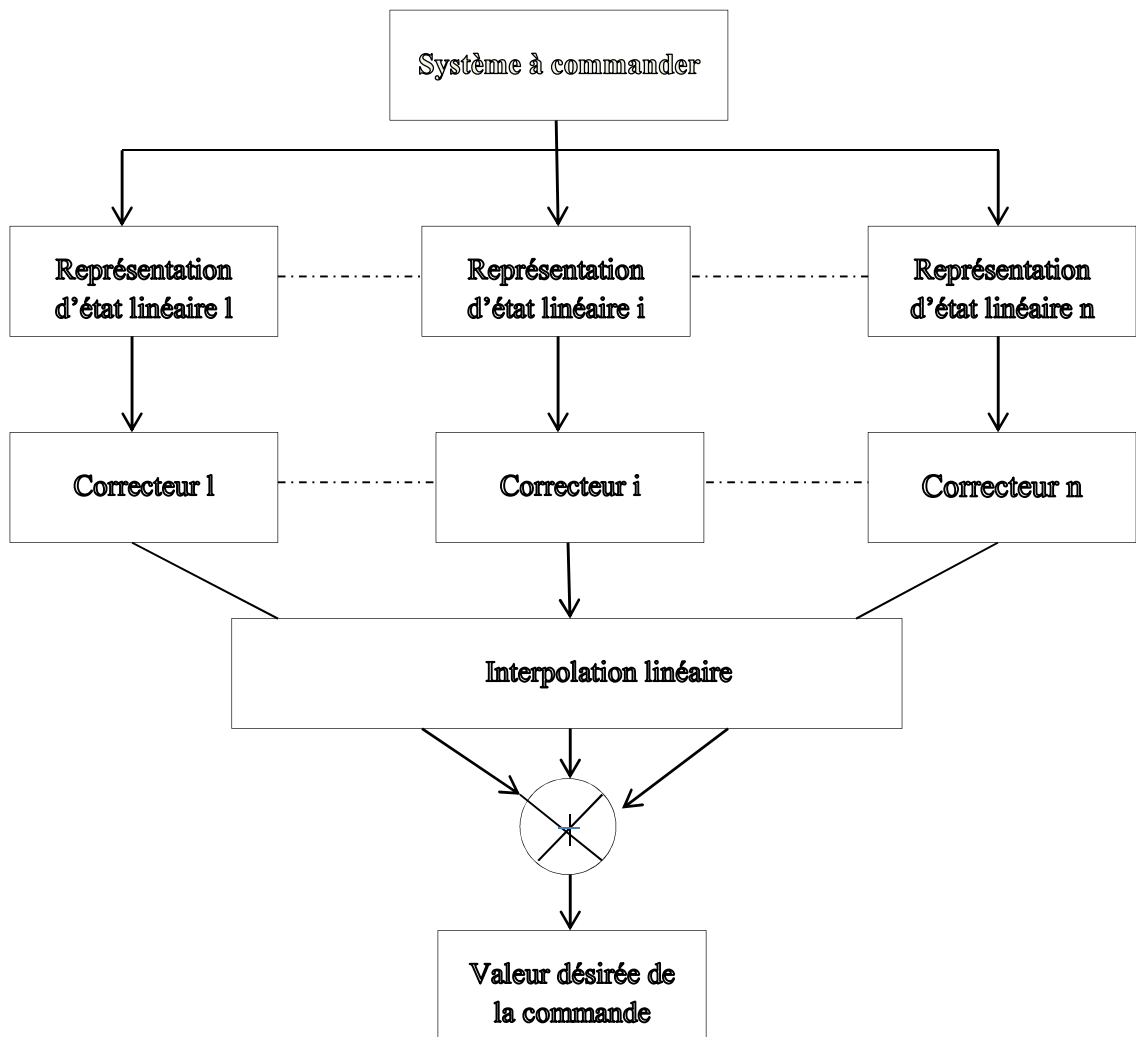 Système à commander
Représentation
d’état linéaire l
Représentation
d’état linéaire i
Représentation
d’état linéaire n
Correcteur l
Correcteur i
Correcteur n
Interpolation linéaire
Valeur désirée de
la commande